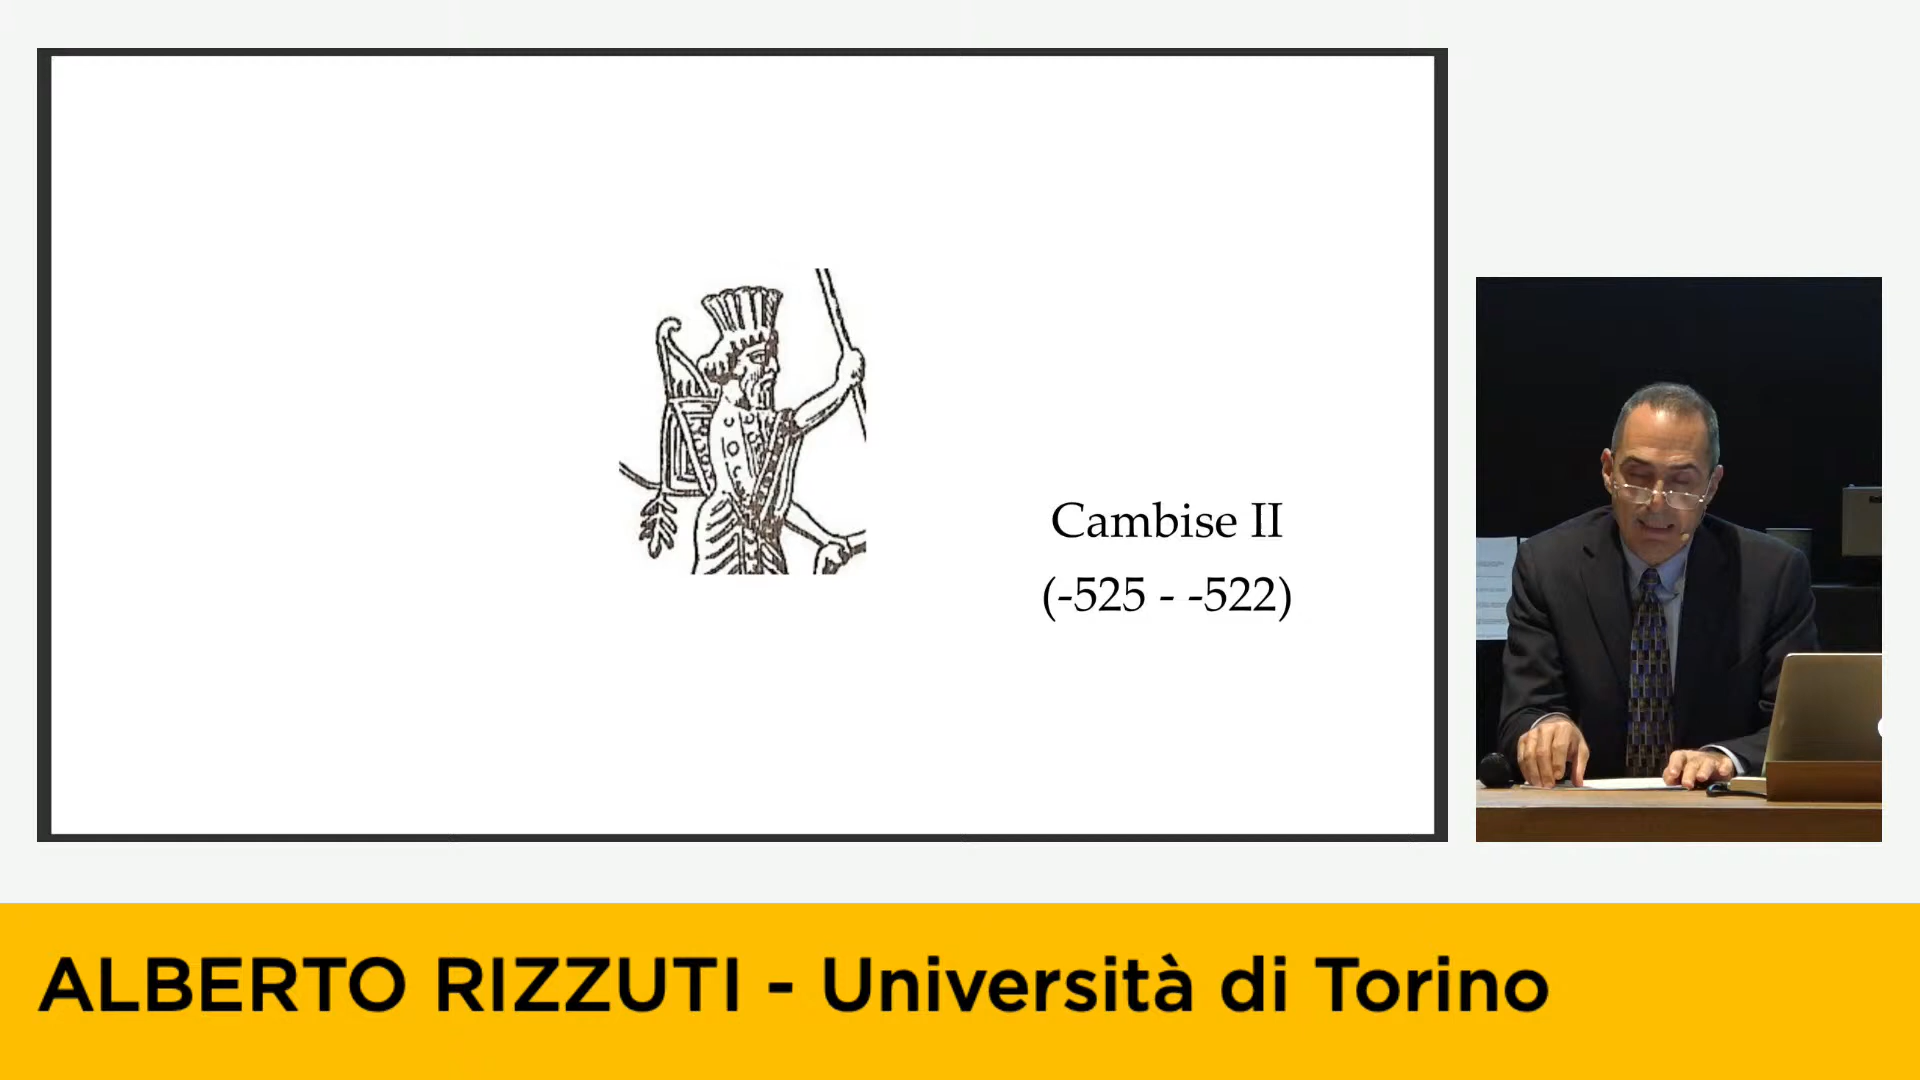 Cambise II
(-525 - -522)
ALBERTO RIZZUTI - Università di Torino